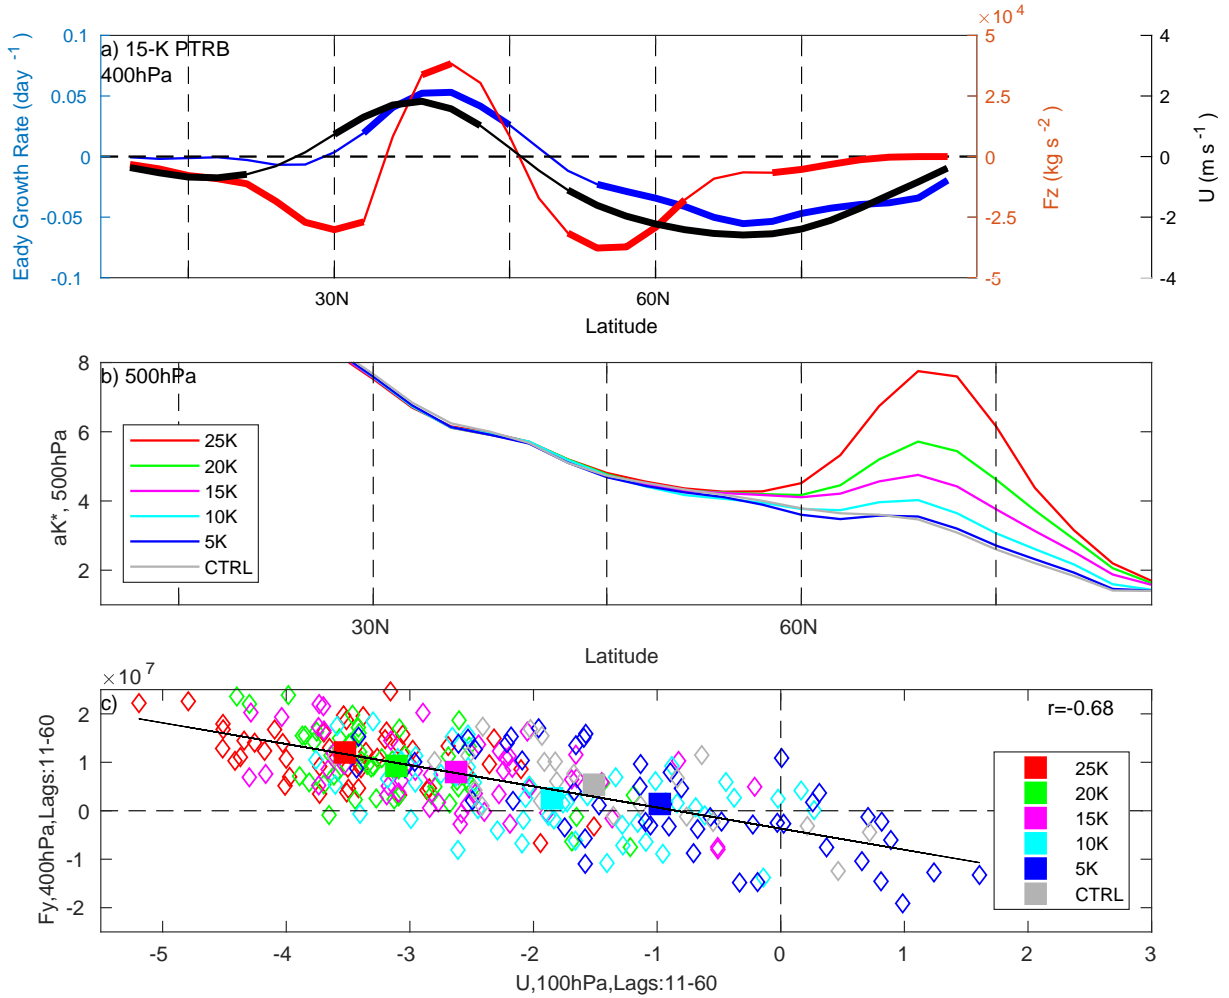 a) 15-K PTRB
400hPa
Eady Growth Rate (day ⁻¹)
0.1
0.05
0
-0.05
-0.1
×10⁴
5
2.5
0
-2.5
-5
Fz (kg s ⁻²)
4
2
0
-2
-4
U (m s⁻¹)
30N 60N
Latitude
b) 500hPa
aK*, 500hPa
8
6
4
2
25K
20K
15K
10K
5K
CTRL
30N 60N
Latitude
×10⁷
c)
r=-0.68
Fy,400hPa,Lags:11-60
2
1
0
-1
-2
25K
20K
15K
10K
5K
CTRL
-5 -4 -3 -2 -1 0 1 2 3
U,100hPa,Lags:11-60